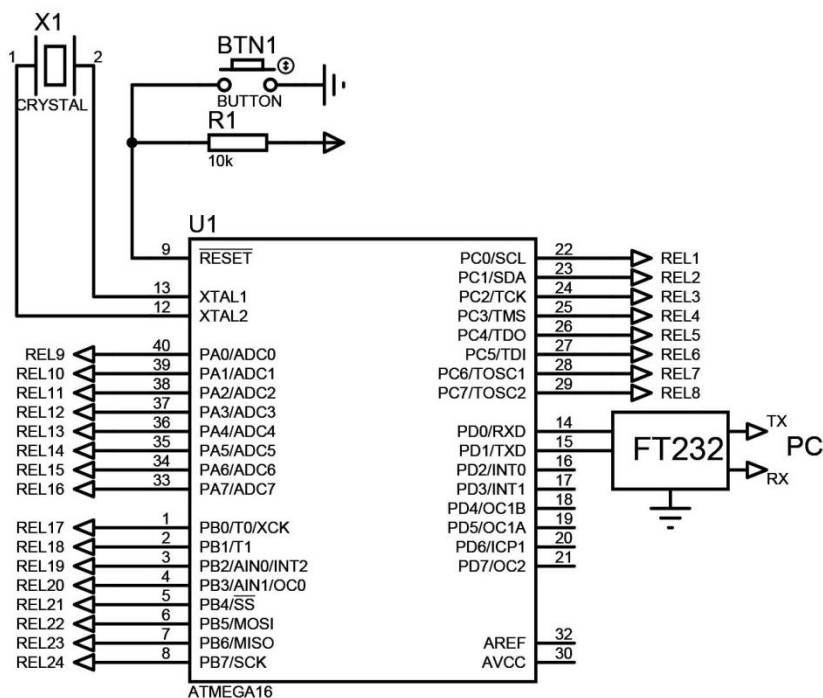 X1
1 2
CRYSTAL
BTN1
BUTTON
R1
10k
U1
9 RESET PC0/SCL 22 REL1
PC1/SDA 23 REL2
13 XTAL1 PC2/TCK 24 REL3
12 XTAL2 PC3/TMS 25 REL4
PC4/TDO 26 REL5
REL9 40 PA0/ADC0 PC5/TDI 27 REL6
REL10 39 PA1/ADC1 PC6/TOSC1 28 REL7
REL11 38 PA2/ADC2 PC7/TOSC2 29 REL8
REL12 37 PA3/ADC3
REL13 36 PA4/ADC4 PD0/RXD 14 FT232 TX PC
REL14 35 PA5/ADC5 PD1/TXD 15
REL15 34 PA6/ADC6 PD2/INT0 16 RX
REL16 33 PA7/ADC7 PD3/INT1 17
PD4/OC1B 18
REL17 1 PB0/T0/XCK PD5/OC1A 19
REL18 2 PB1/T1 PD6/ICP1 20
REL19 3 PB2/AIN0/INT2 PD7/OC2 21
REL20 4 PB3/AIN1/OC0
REL21 5 PB4/SS
REL22 6 PB5/MOSI
REL23 7 PB6/MISO AREF 32
REL24 8 PB7/SCK AVCC 30
ATMEGA16